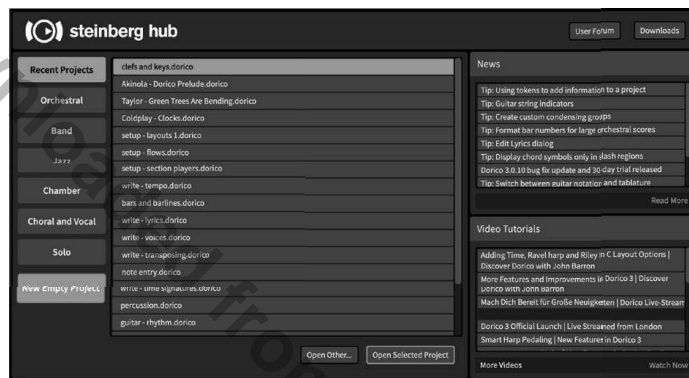 steinberg hub
User Forum
Downloads
Recent Projects
Orchestral
Band
Jazz
Chamber
Choral and Vocal
Solo
New Empty Project
clefs and keys.dorico
Akinola - Dorico Prelude.dorico
Taylor - Green Trees Are Bending.dorico
Coldplay - Clocks.dorico
setup - layouts 1.dorico
setup - flows.dorico
setup - section players.dorico
write - tempo.dorico
bars and barlines.dorico
write - lyrics.dorico
write - voices.dorico
write - transposing.dorico
note entry.dorico
write - time signatures.dorico
percussion.dorico
guitar - rhythm.dorico
Open Other...
Open Selected Project
News
Tip: Using tokens to add information to a project
Tip: Guitar string indicators
Tip: Create custom condensing groups
Tip: Format bar numbers for large orchestral scores
Tip: Edit Lyrics dialog
Tip: Display chord symbols only in slash regions
Dorico 3.0.10 bug fix update and 30-day trial released
Tip: Switch between guitar notation and tablature
Read More
Video Tutorials
Adding Time, Ravel harp and Riley in C Layout Options |
Discover Dorico with John Barron
More Features and Improvements in Dorico 3 | Discover
Dorico with John Barron
Mach Dich Bereit für Große Neuigkeiten | Dorico Live-Stream
Dorico 3 Official Launch | Live Streamed from London
Smart Harp Pedaling | New Features in Dorico 3
More Videos
Watch Now